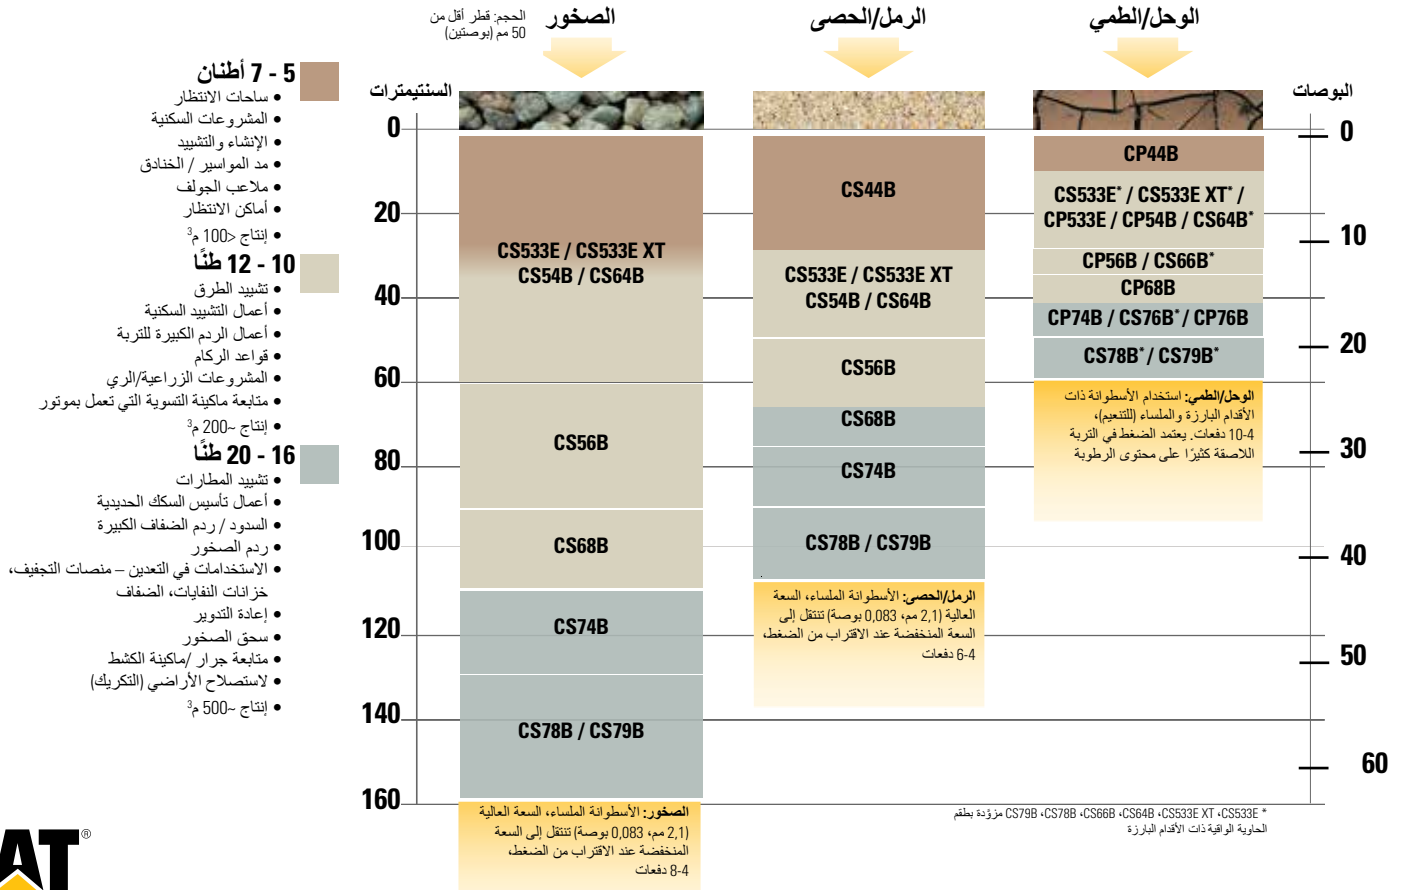 الحجم: قطر أقل من
50 مم (بوصتين)
الصخور
الرمل/الحصى
الوحل/الطمي
5 - 7 أطنان
• ساحات الانتظار
• المشروعات السكنية
• الإنشاء والتشييد
• مد المواسير / الخنادق
• ملاعب الجولف
• أماكن الانتظار
• إنتاج <100 م³
10 - 12 طنًا
• تشييد الطرق
• أعمال التشييد السكنية
• أعمال الردم الكبيرة للتربة
• قواعد الركام
• المشروعات الزراعية/الري
• متابعة ماكينة التسوية التي تعمل بموتور
• إنتاج ~200 م³
16 - 20 طنًا
• تشييد المطارات
• أعمال تأسيس السكك الحديدية
• السدود / ردم الضفاف الكبيرة
• ردم الصخور
• الاستخدامات في التعدين – منصات التجفيف،
خزانات النفايات، الضفاف
• إعادة التدوير
• سحق الصخور
• متابعة جرار /ماكينة الكشط
• لاستصلاح الأراضي (التكريك)
• إنتاج ~500 م³
السنتيمترات
0
20
40
60
80
100
120
140
160
CS533E / CS533E XT
CS54B / CS64B
CS56B
CS68B
CS74B
CS78B / CS79B
الصخور: الأسطوانة الملساء، السعة العالية
(2,1 مم، 0,083 بوصة) تنتقل إلى السعة
المنخفضة عند الاقتراب من الضغط،
4-8 دفعات
CS44B
CS533E / CS533E XT
CS54B / CS64B
CS56B
CS68B
CS74B
CS78B / CS79B
الرمل/الحصى: الأسطوانة الملساء، السعة
العالية (2,1 مم، 0,083 بوصة) تنتقل إلى
السعة المنخفضة عند الاقتراب من الضغط،
4-6 دفعات
CP44B
CS533E* / CS533E XT* /
CP533E / CP54B / CS64B*
CP56B / CS66B*
CP68B
CP74B / CS76B* / CP76B
CS78B* / CS79B*
الوحل/الطمي: استخدام الأسطوانة ذات
الأقدام البارزة والملساء (للتنعيم)،
4-10 دفعات. يعتمد الضغط في التربة
اللاصقة كثيرًا على محتوى الرطوبة
البوصات
0
10
20
30
40
50
60
* CS533E، CS533E XT، CS64B، CS66B، CS78B، CS79B مزوّدة بطقم
الحاوية الواقية ذات الأقدام البارزة
AT®